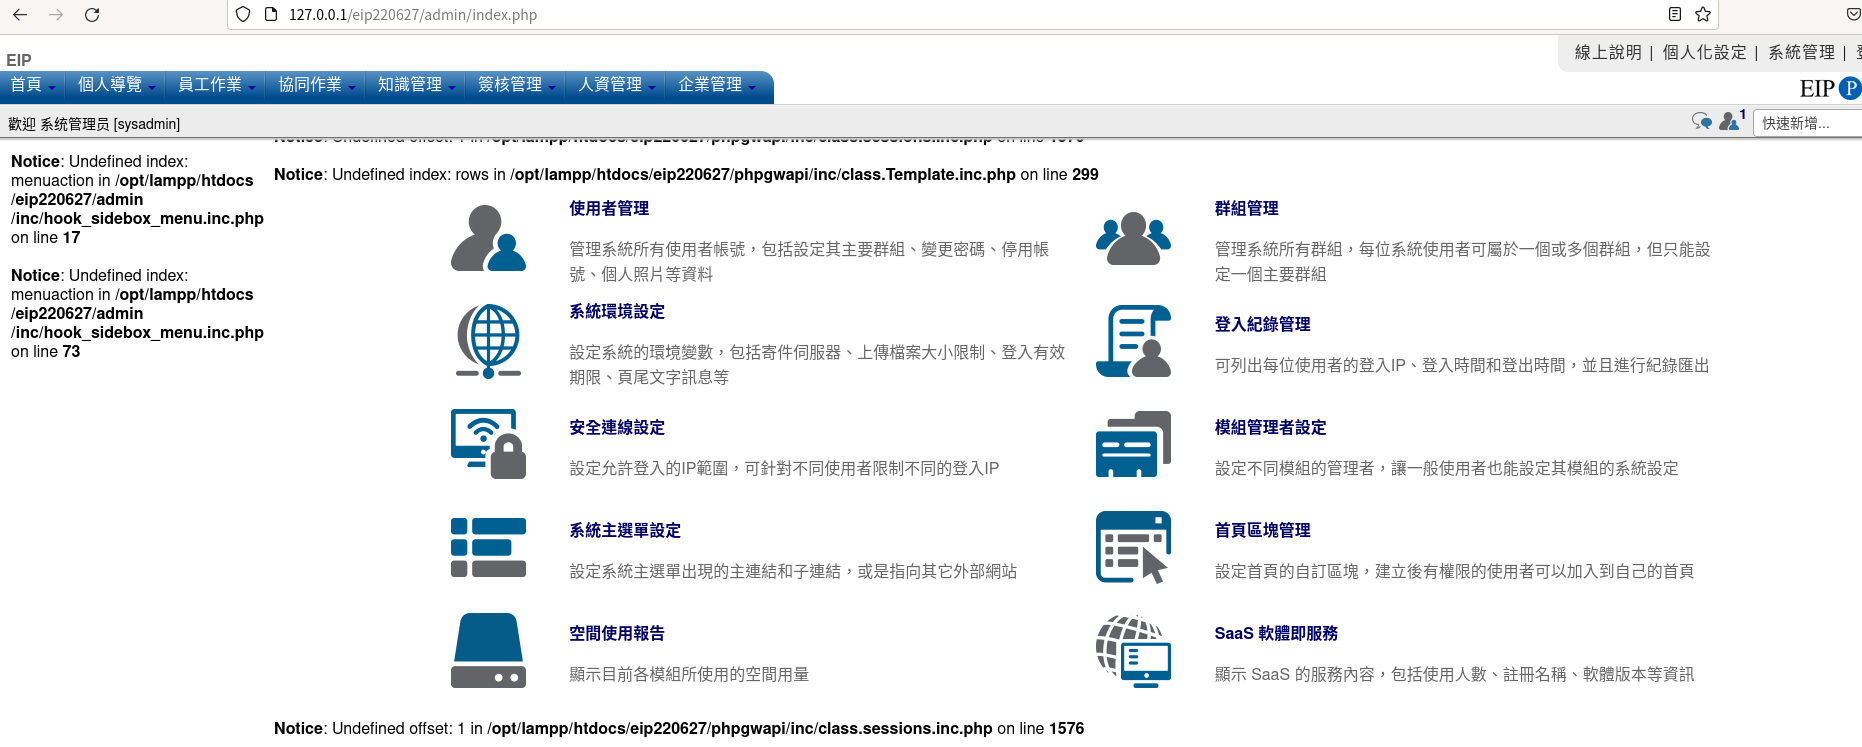 127.0.0.1/eip220627/admin/index.php
線上說明 | 個人化設定 | 系統管理 |
EIP
首頁 個人導覽 員工作業 協同作業 知識管理 簽核管理 人資管理 企業管理
EIP P
歡迎 系统管理员 [sysadmin]
1
快速新增...
Notice: Undefined offset: 1 in /opt/lampp/htdocs/eip220627/phpgwapi/inc/class.sessions.inc.php on line 1576
Notice: Undefined index:
menuaction in /opt/lampp/htdocs
/eip220627/admin
/inc/hook_sidebox_menu.inc.php
on line 17
Notice: Undefined index:
menuaction in /opt/lampp/htdocs
/eip220627/admin
/inc/hook_sidebox_menu.inc.php
on line 73
Notice: Undefined index: rows in /opt/lampp/htdocs/eip220627/phpgwapi/inc/class.Template.inc.php on line 299
使用者管理
管理系統所有使用者帳號，包括設定其主要群組、變更密碼、停用帳
號、個人照片等資料
群組管理
管理系統所有群組，每位系統使用者可屬於一個或多個群組，但只能設
定一個主要群組
系統環境設定
設定系統的環境變數，包括寄件伺服器、上傳檔案大小限制、登入有效
期限、頁尾文字訊息等
登入紀錄管理
可列出每位使用者的登入IP、登入時間和登出時間，並且進行紀錄匯出
安全連線設定
設定允許登入的IP範圍，可針對不同使用者限制不同的登入IP
模組管理者設定
設定不同模組的管理者，讓一般使用者也能設定其模組的系統設定
系統主選單設定
設定系統主選單出現的主連結和子連結，或是指向其它外部網站
首頁區塊管理
設定首頁的自訂區塊，建立後有權限的使用者可以加入到自己的首頁
空間使用報告
顯示目前各模組所使用的空間用量
SaaS 軟體即服務
顯示 SaaS 的服務內容，包括使用人數、註冊名稱、軟體版本等資訊
Notice: Undefined offset: 1 in /opt/lampp/htdocs/eip220627/phpgwapi/inc/class.sessions.inc.php on line 1576